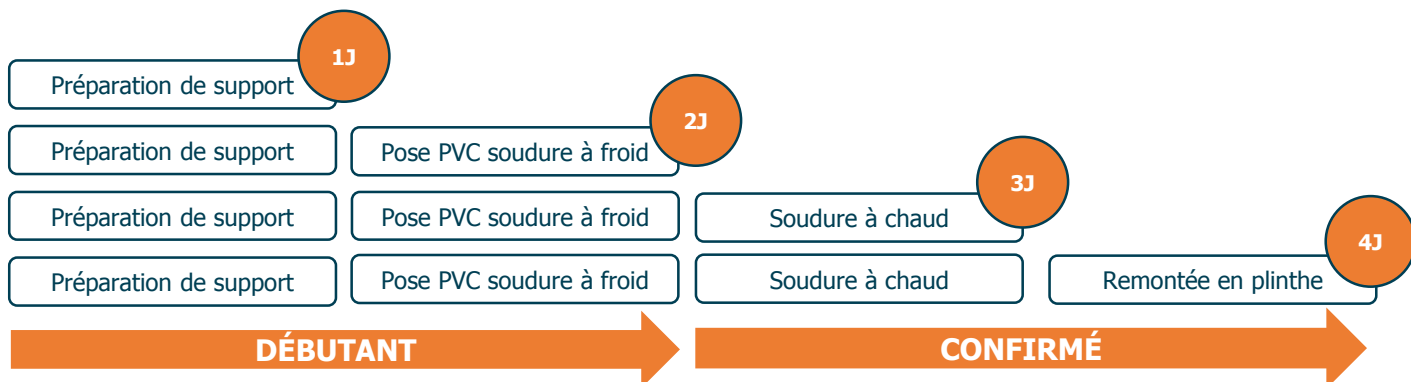 1J
Préparation de support
2J
Préparation de support
Pose PVC soudure à froid
3J
Préparation de support
Pose PVC soudure à froid
Soudure à chaud
4J
Préparation de support
Pose PVC soudure à froid
Soudure à chaud
Remontée en plinthe
DÉBUTANT
CONFIRMÉ